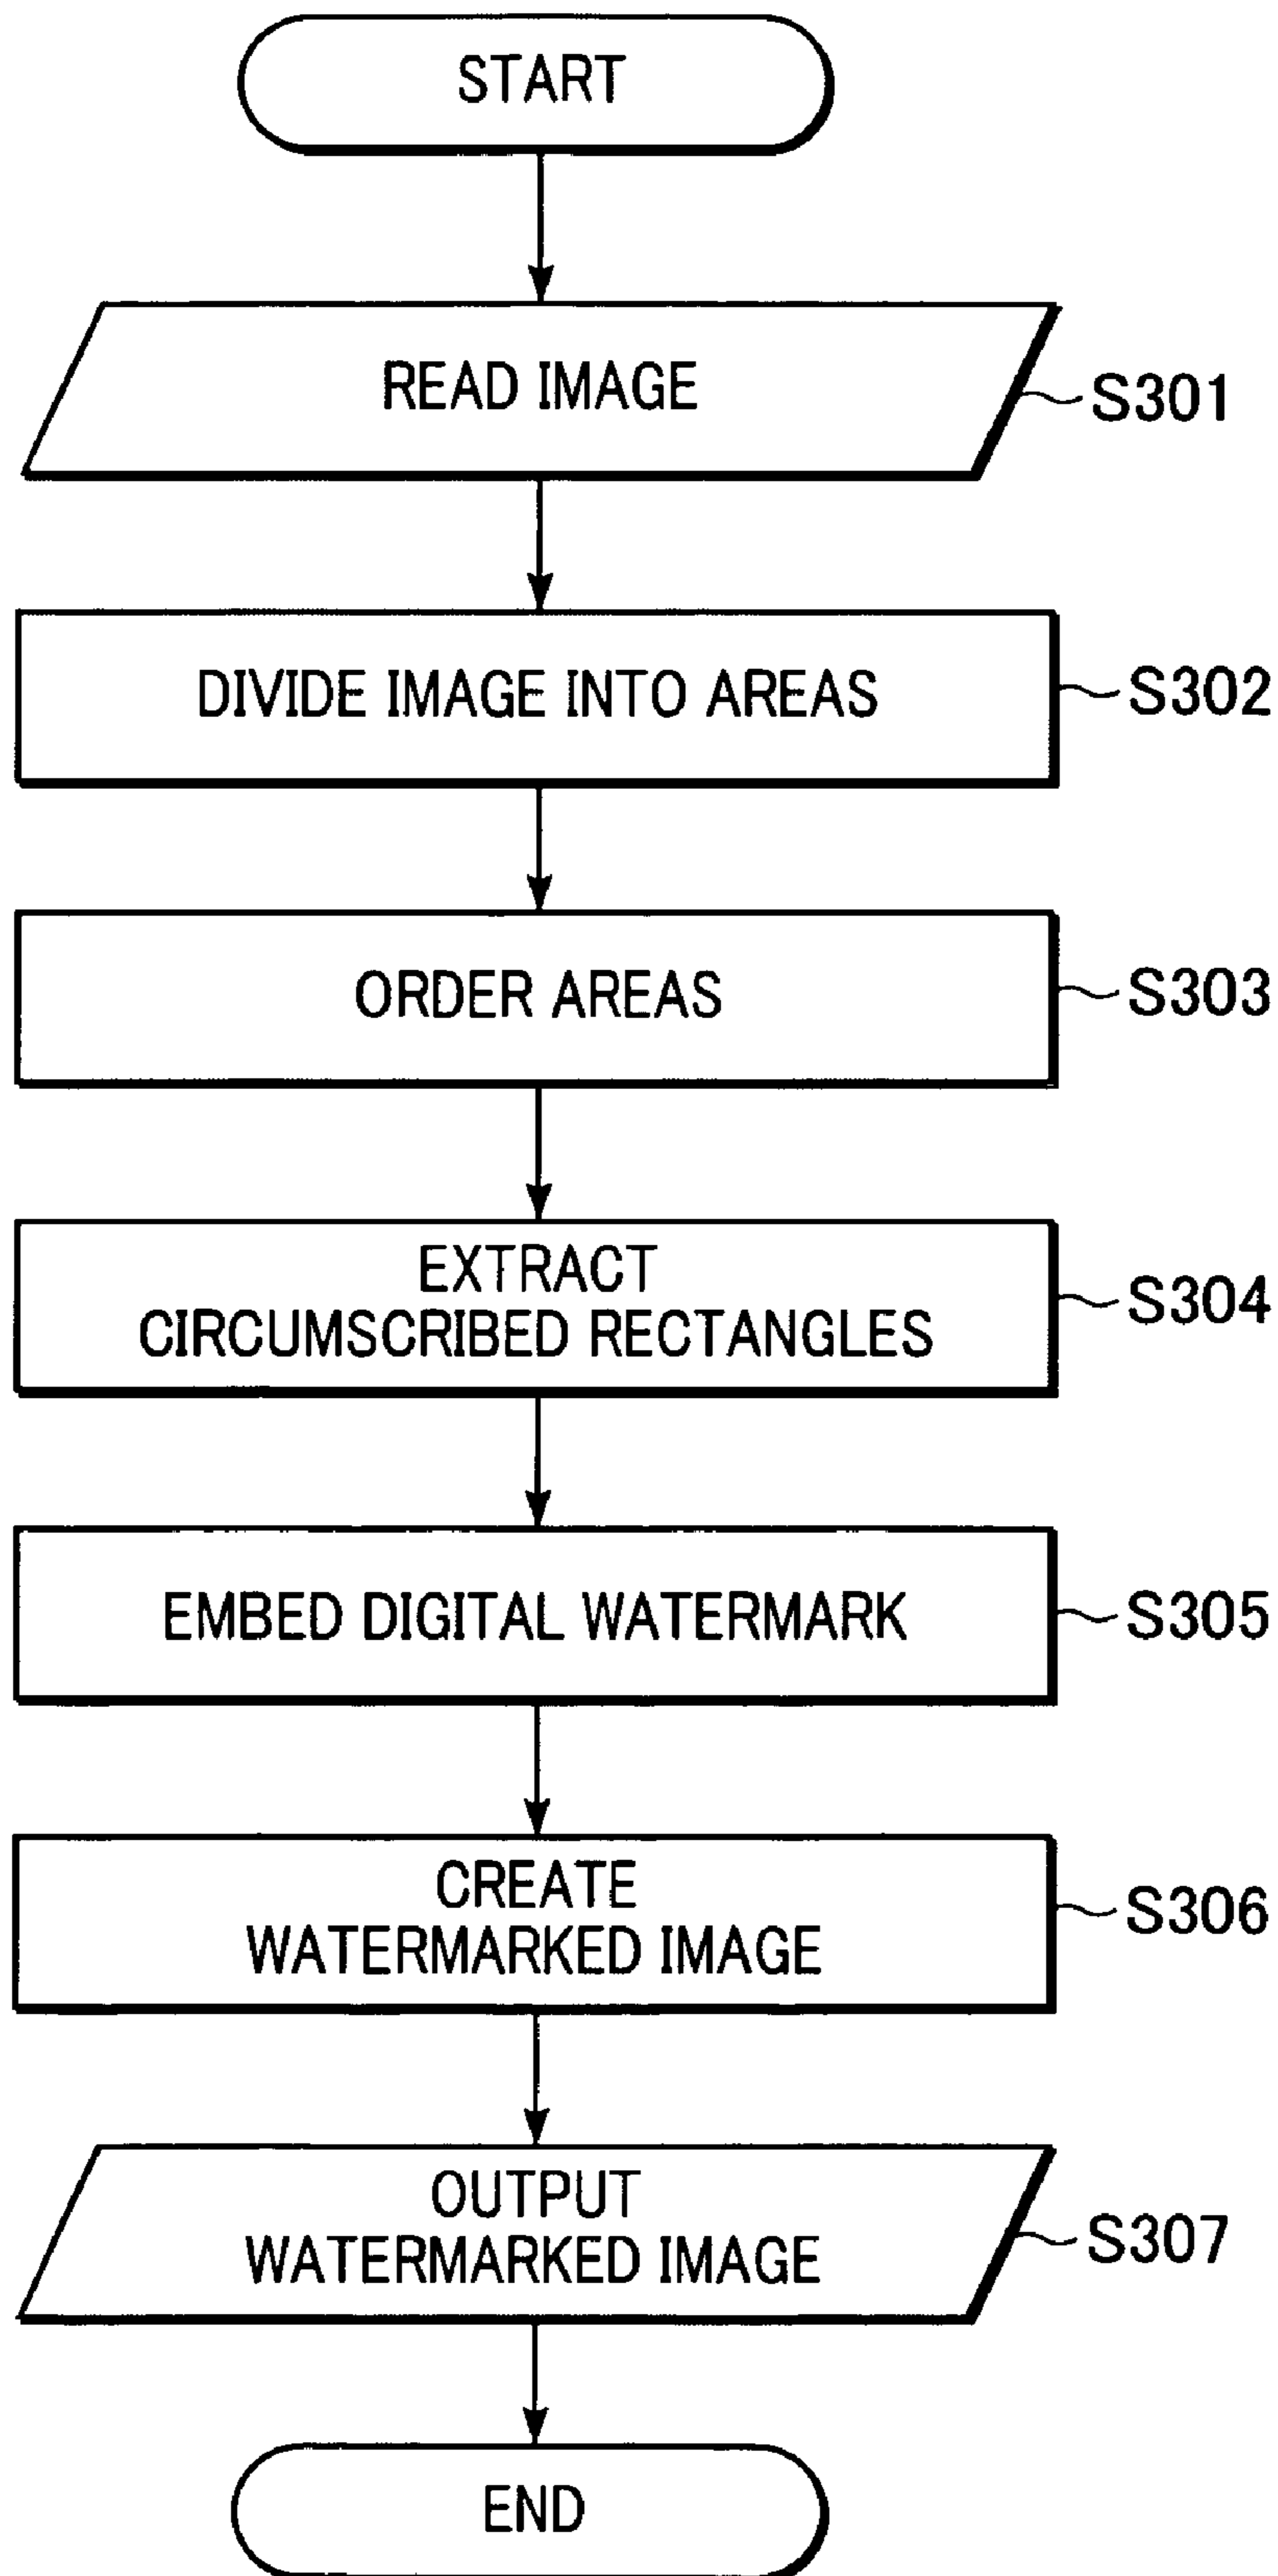 START
READ IMAGE
S301
DIVIDE IMAGE INTO AREAS
S302
ORDER AREAS
S303
EXTRACT
CIRCUMSCRIBED RECTANGLES
S304
EMBED DIGITAL WATERMARK
S305
CREATE
WATERMARKED IMAGE
S306
OUTPUT
WATERMARKED IMAGE
S307
END